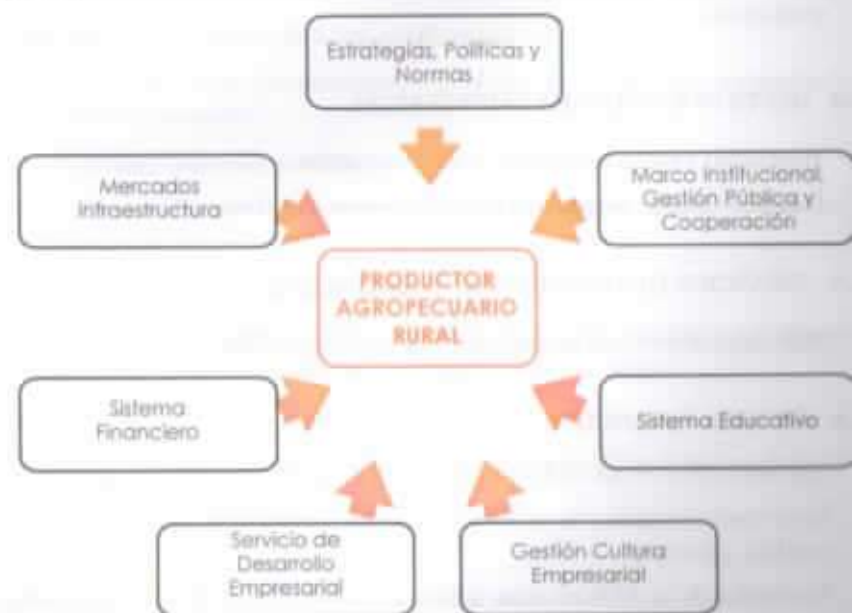 Estrategias, Políticas y
Normas
Mercados
Infraestructura
Marco Institucional,
Gestión Pública y
Cooperación
PRODUCTOR
AGROPECUARIO
RURAL
Sistema
Financiero
Sistema Educativo
Servicio de
Desarrollo
Empresarial
Gestión Cultura
Empresarial